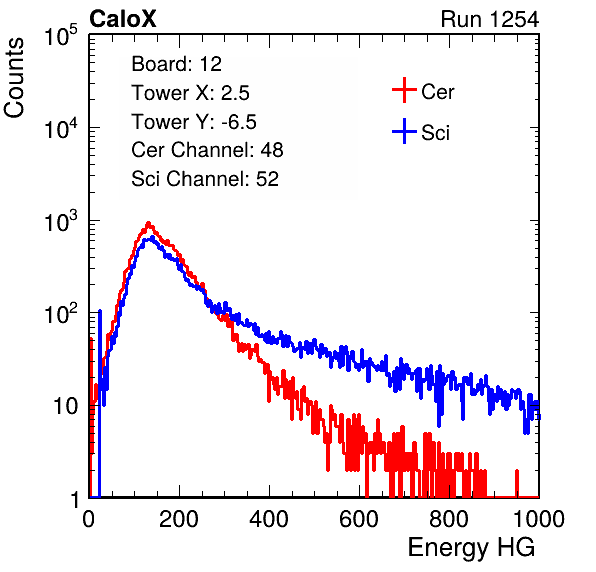 CaloX Run 1254
Counts
Board: 12
Tower X: 2.5
Tower Y: -6.5
Cer Channel: 48
Sci Channel: 52
Cer
Sci
10^5
10^4
10^3
10^2
10
1
0 200 400 600 800 1000
Energy HG